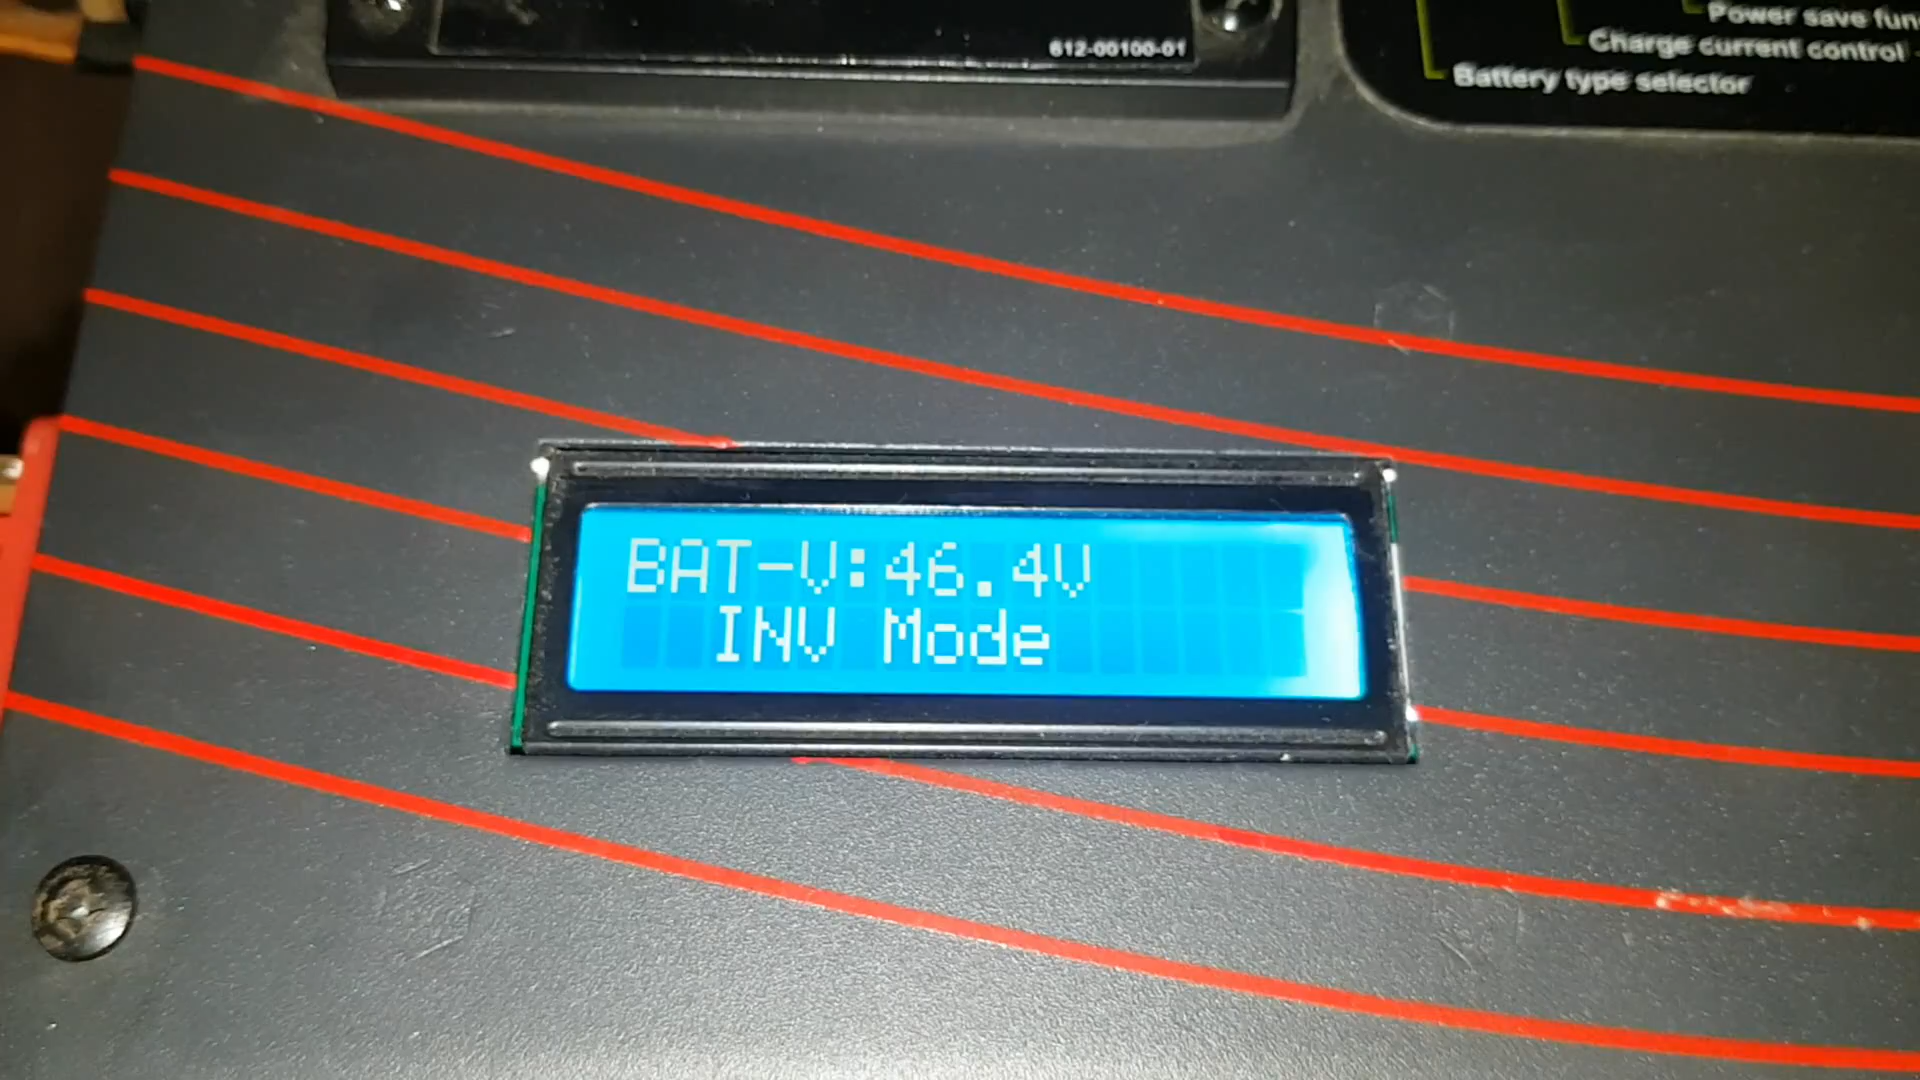 612-00100-01
Power save fun
Charge current control -
Battery type selector
BAT-V:46.4V
INV Mode